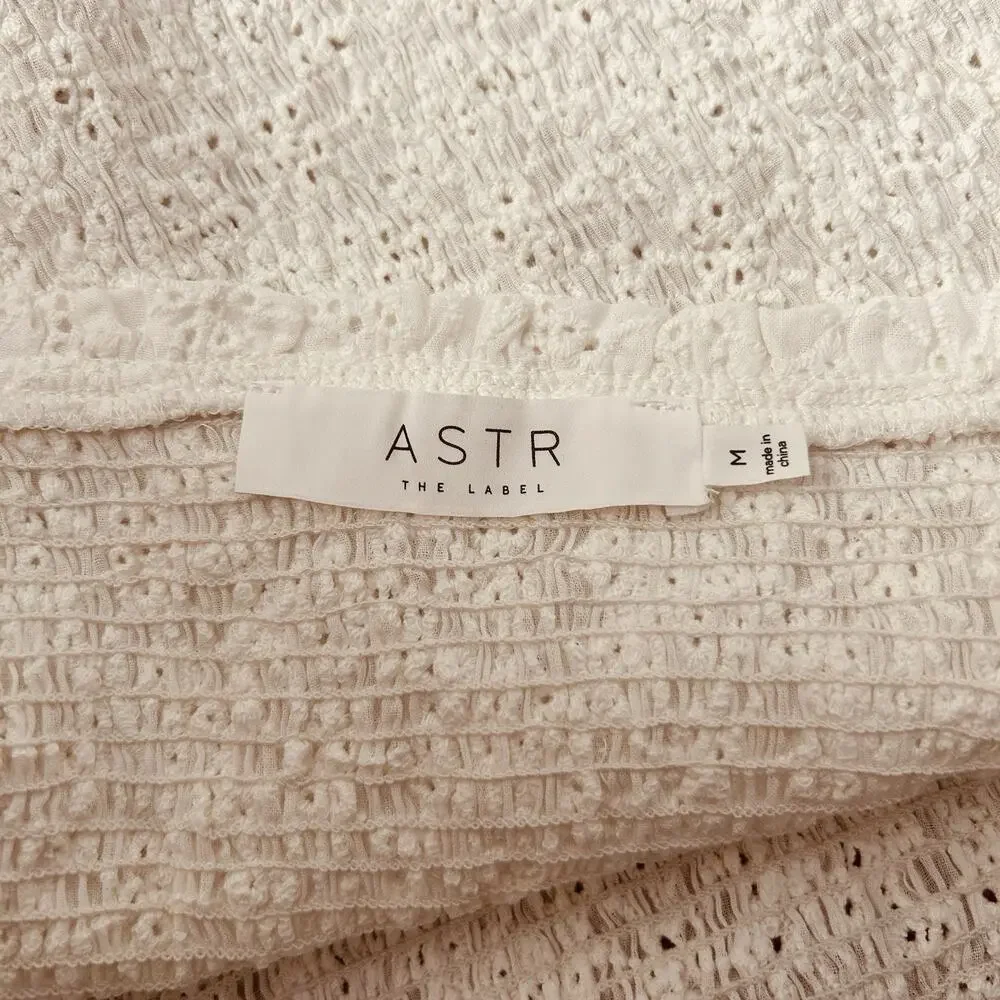 ASTR
THE LABEL
M
made in
china